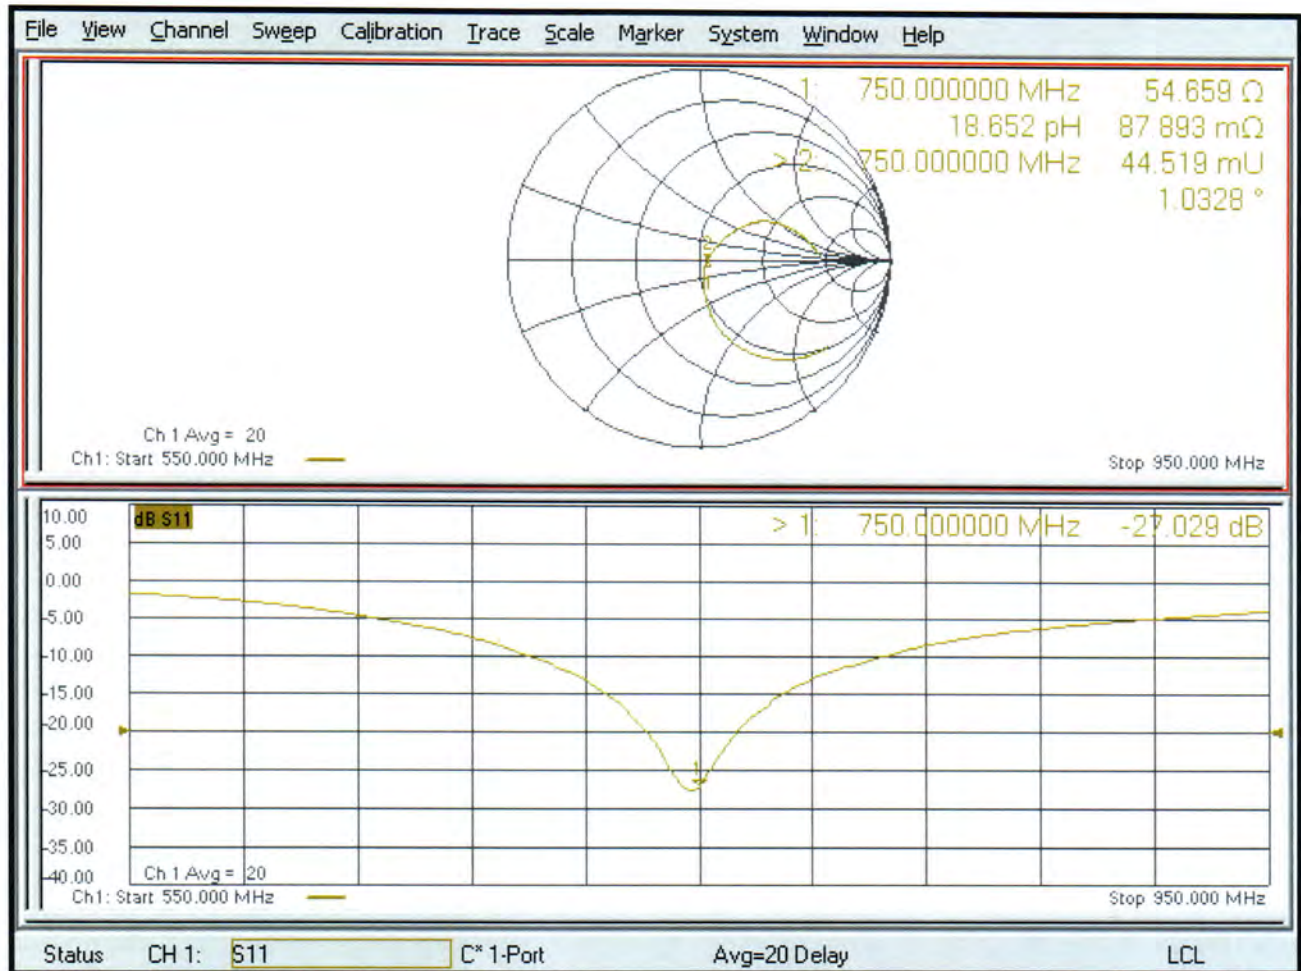 File View Channel Sweep Calibration Trace Scale Marker System Window Help
1: 750.000000 MHz 54.659 Ω
18.652 pH 87.893 mΩ
> 2: 750.000000 MHz 44.519 mU
1.0328 °
2
1
Ch 1 Avg = 20
Ch1: Start 550.000 MHz Stop 950.000 MHz
10.00 dB S11 > 1: 750.000000 MHz -27.029 dB
5.00
0.00
-5.00
-10.00
-15.00
-20.00
-25.00 1
-30.00
-35.00
-40.00 Ch 1 Avg = 20
Ch1: Start 550.000 MHz Stop 950.000 MHz
Status CH 1: S11 C* 1-Port Avg=20 Delay LCL